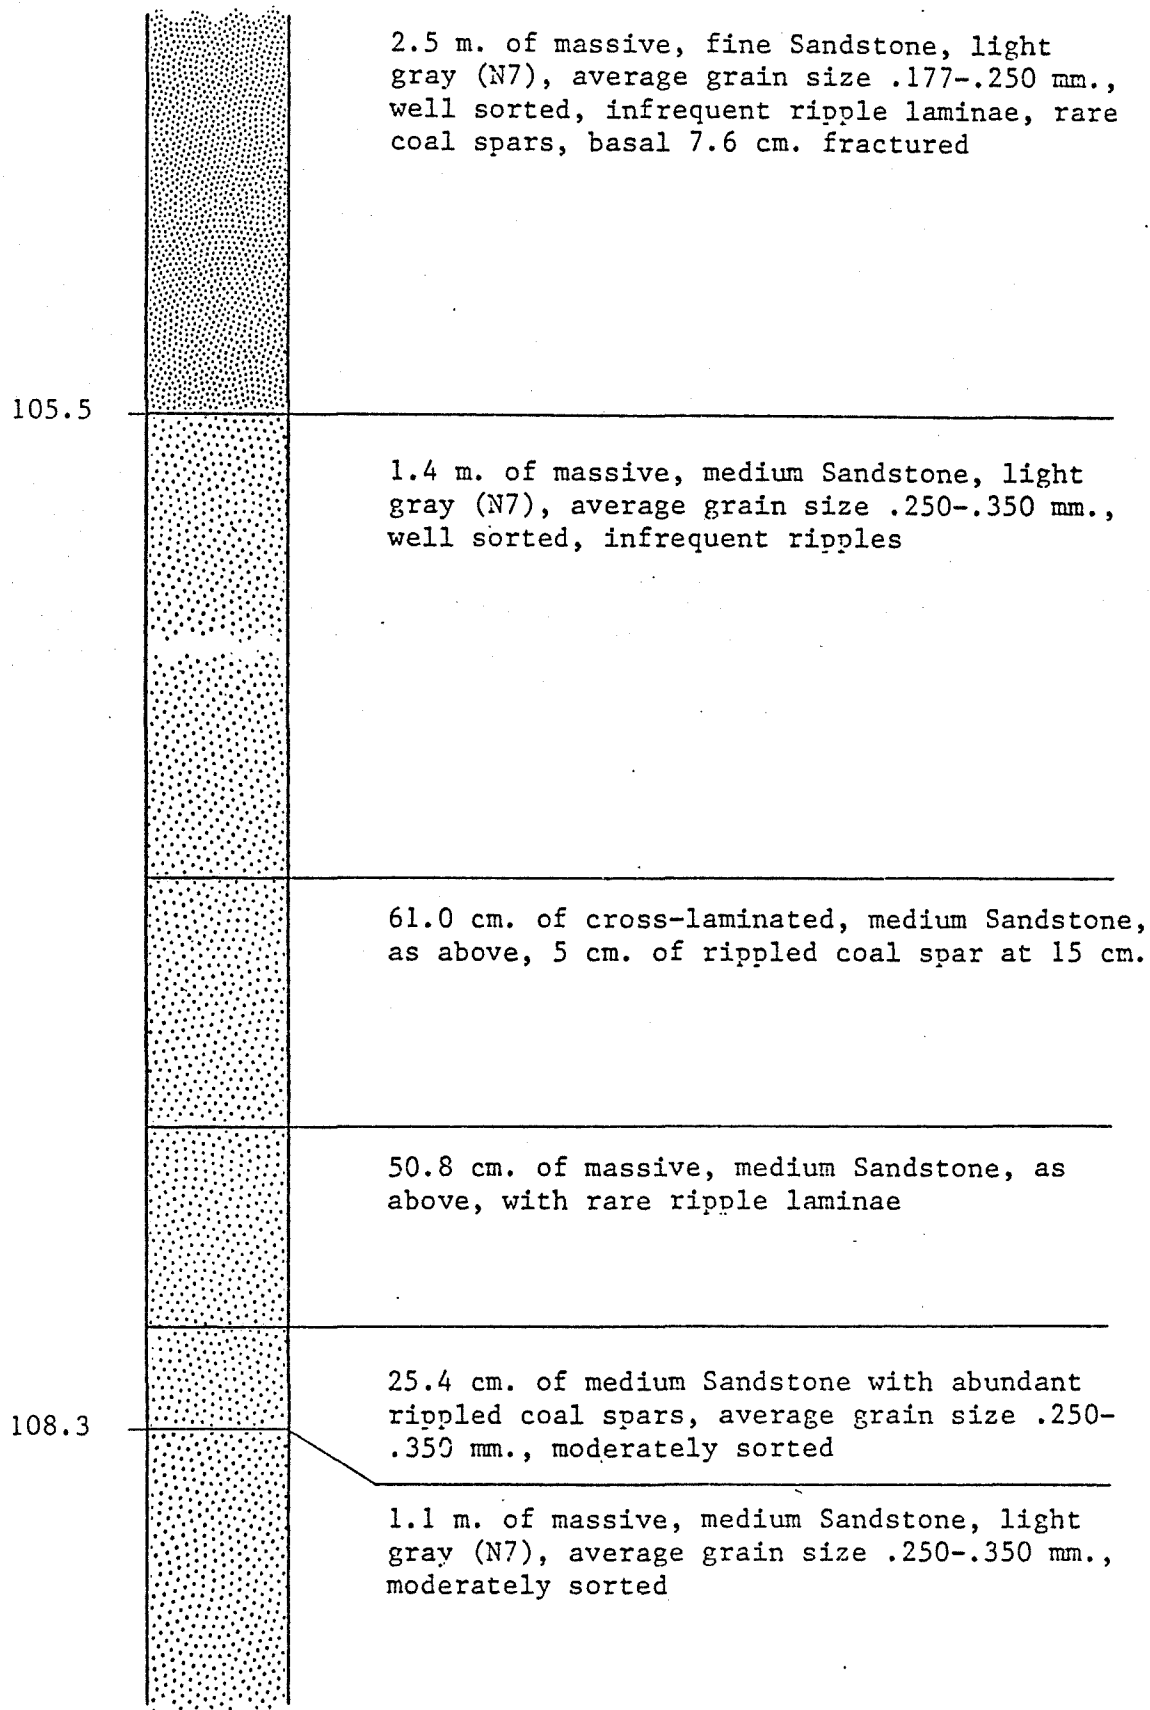 2.5 m. of massive, fine Sandstone, light
gray (N7), average grain size .177-.250 mm.,
well sorted, infrequent ripple laminae, rare
coal spars, basal 7.6 cm. fractured
105.5
1.4 m. of massive, medium Sandstone, light
gray (N7), average grain size .250-.350 mm.,
well sorted, infrequent ripples
61.0 cm. of cross-laminated, medium Sandstone,
as above, 5 cm. of rippled coal spar at 15 cm.
50.8 cm. of massive, medium Sandstone, as
above, with rare ripple laminae
25.4 cm. of medium Sandstone with abundant
rippled coal spars, average grain size .250-
.350 mm., moderately sorted
108.3
1.1 m. of massive, medium Sandstone, light
gray (N7), average grain size .250-.350 mm.,
moderately sorted